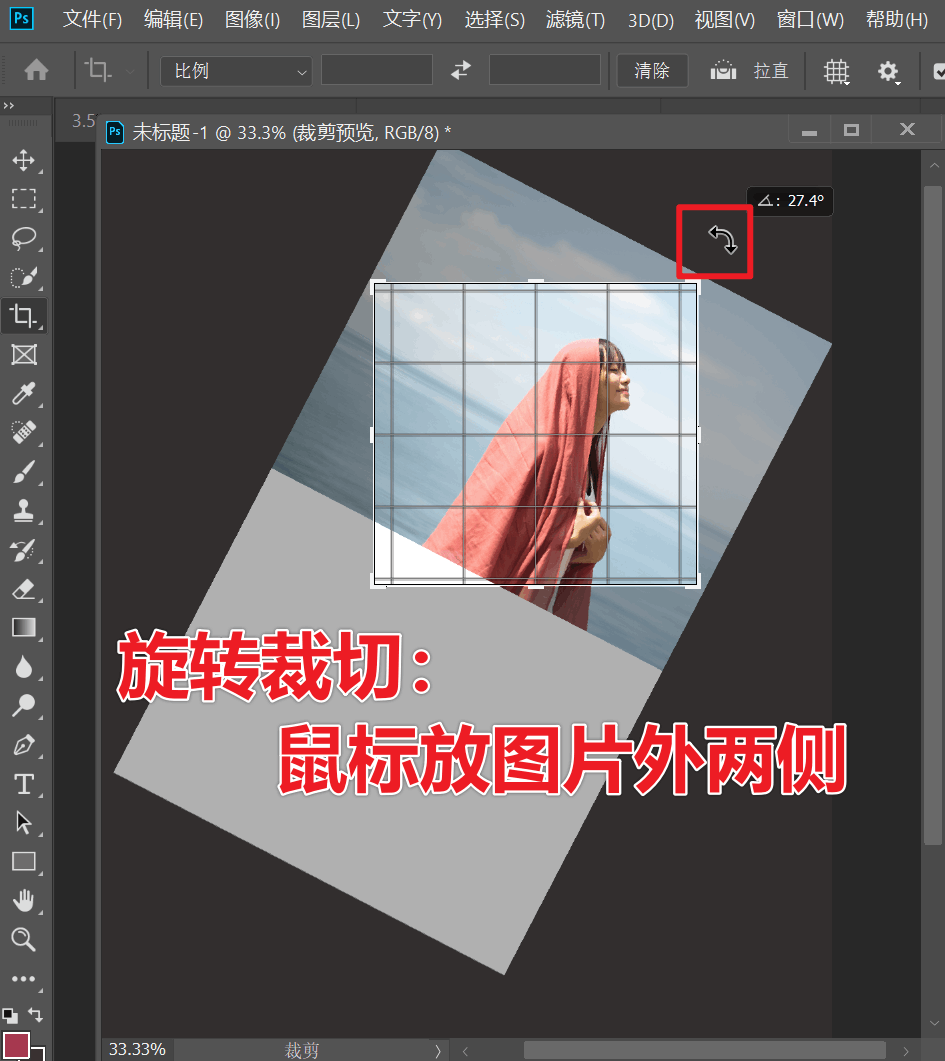 Ps 文件(F) 编辑(E) 图像(I) 图层(L) 文字(Y) 选择(S) 滤镜(T) 3D(D) 视图(V) 窗口(W) 帮助(H)
比例 清除 拉直
3.5
Ps 未标题-1 @ 33.3% (裁剪预览, RGB/8) *
: 27.4°
旋转裁切：
鼠标放图片外两侧
T
33.33% 裁剪